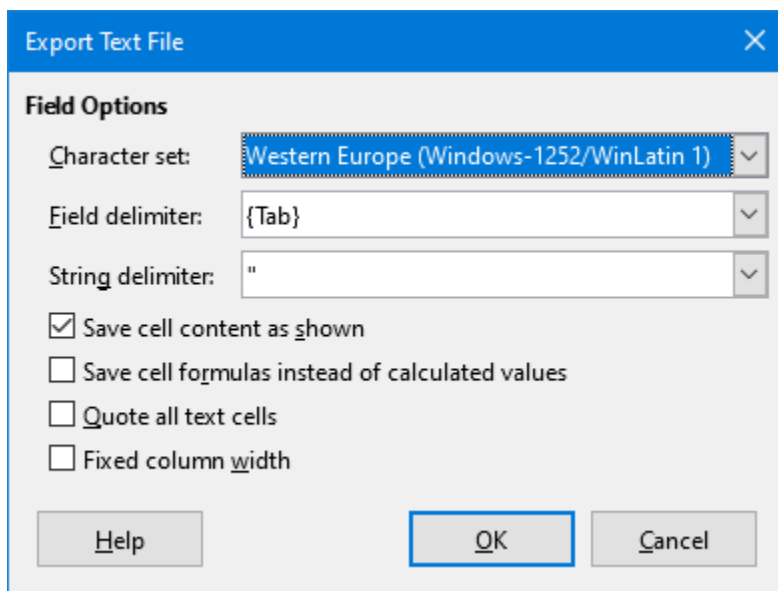 Export Text File
Field Options
Character set: Western Europe (Windows-1252/WinLatin 1)
Field delimiter: {Tab}
String delimiter: "
Save cell content as shown
Save cell formulas instead of calculated values
Quote all text cells
Fixed column width
Help OK Cancel